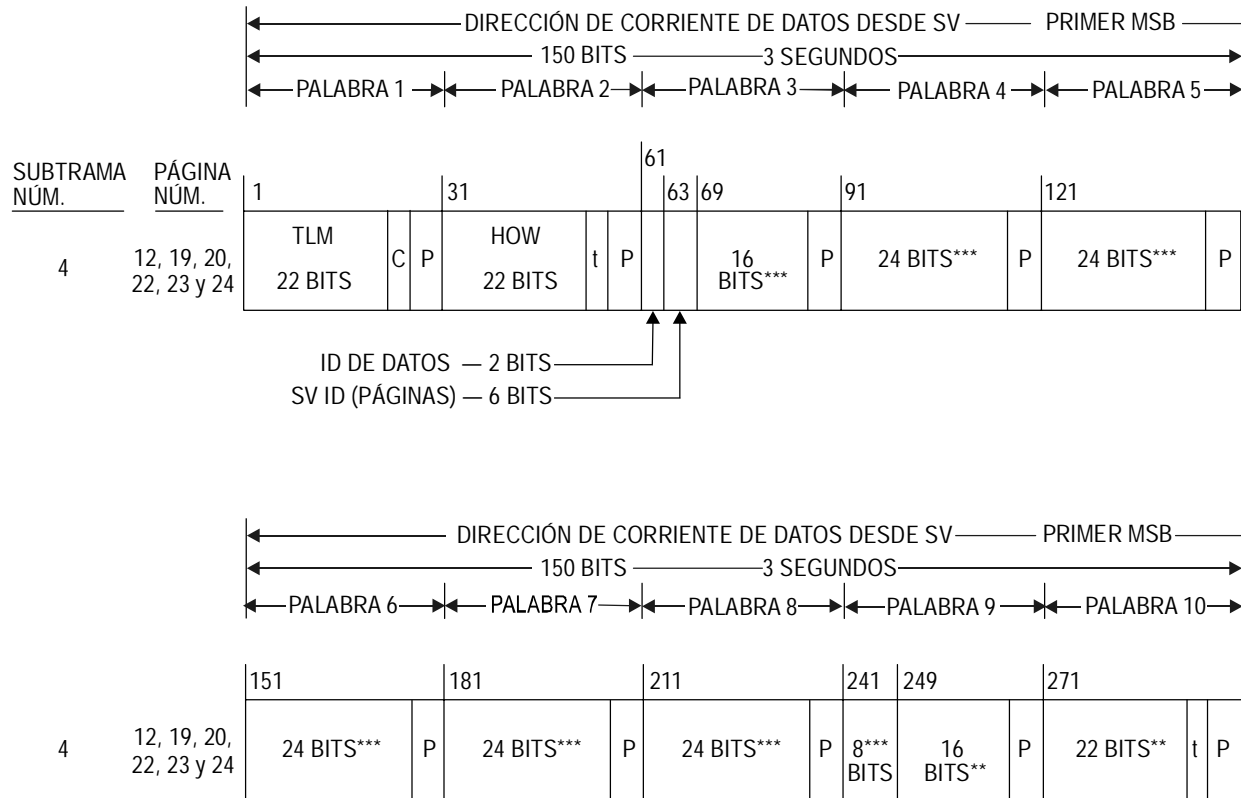 DIRECCIÓN DE CORRIENTE DE DATOS DESDE SV PRIMER MSB
150 BITS 3 SEGUNDOS
PALABRA 1 PALABRA 2 PALABRA 3 PALABRA 4 PALABRA 5
SUBTRAMA NÚM. PÁGINA NÚM.
1 31 61 63 69 91 121
4 12, 19, 20, 22, 23 y 24 TLM 22 BITS C P HOW 22 BITS t P 16 BITS*** P 24 BITS*** P 24 BITS*** P
ID DE DATOS — 2 BITS
SV ID (PÁGINAS) — 6 BITS
DIRECCIÓN DE CORRIENTE DE DATOS DESDE SV PRIMER MSB
150 BITS 3 SEGUNDOS
PALABRA 6 PALABRA 7 PALABRA 8 PALABRA 9 PALABRA 10
151 181 211 241 249 271
4 12, 19, 20, 22, 23 y 24 24 BITS*** P 24 BITS*** P 24 BITS*** P 8*** BITS 16 BITS** P 22 BITS** t P